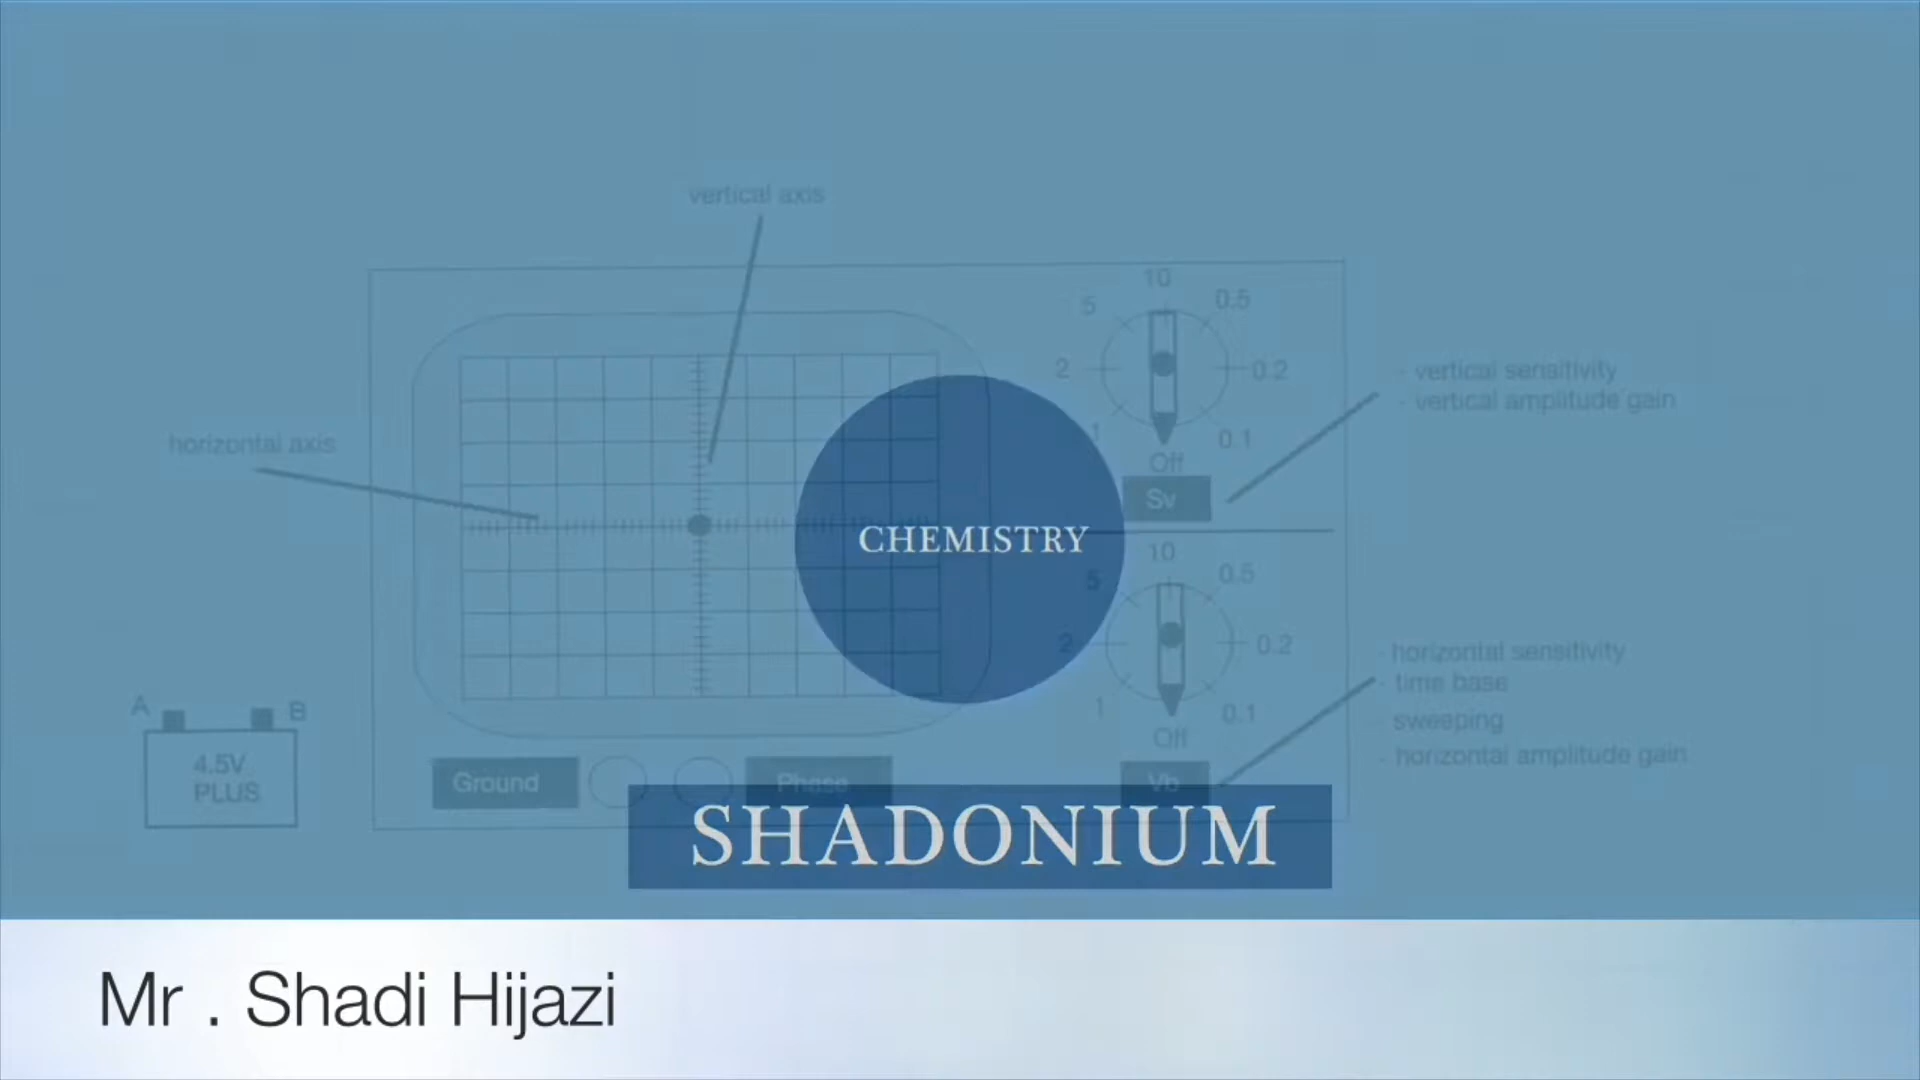 vertical axis
10
5
0.5
2
0.2
- vertical sensitivity
- vertical amplitude gain
horizontal axis
1
0.1
Off
Sv
CHEMISTRY
10
5
0.5
2
0.2
- horizontal sensitivity
- time base
- sweeping
- horizontal amplitude gain
1
0.1
Off
A
B
4.5V
PLUS
Ground
Phase
Vb
SHADONIUM
Mr . Shadi Hijazi